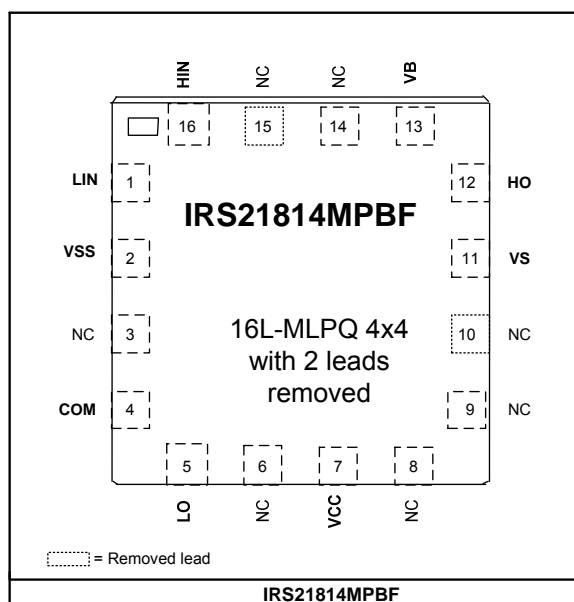 HIN NC NC VB
16 15 14 13
LIN 1 12 HO
IRS21814MPBF
VSS 2 11 VS
NC 3 10 NC
16L-MLPQ 4x4
with 2 leads
removed
COM 4 9 NC
5 6 7 8
LO NC VCC NC
= Removed lead
IRS21814MPBF